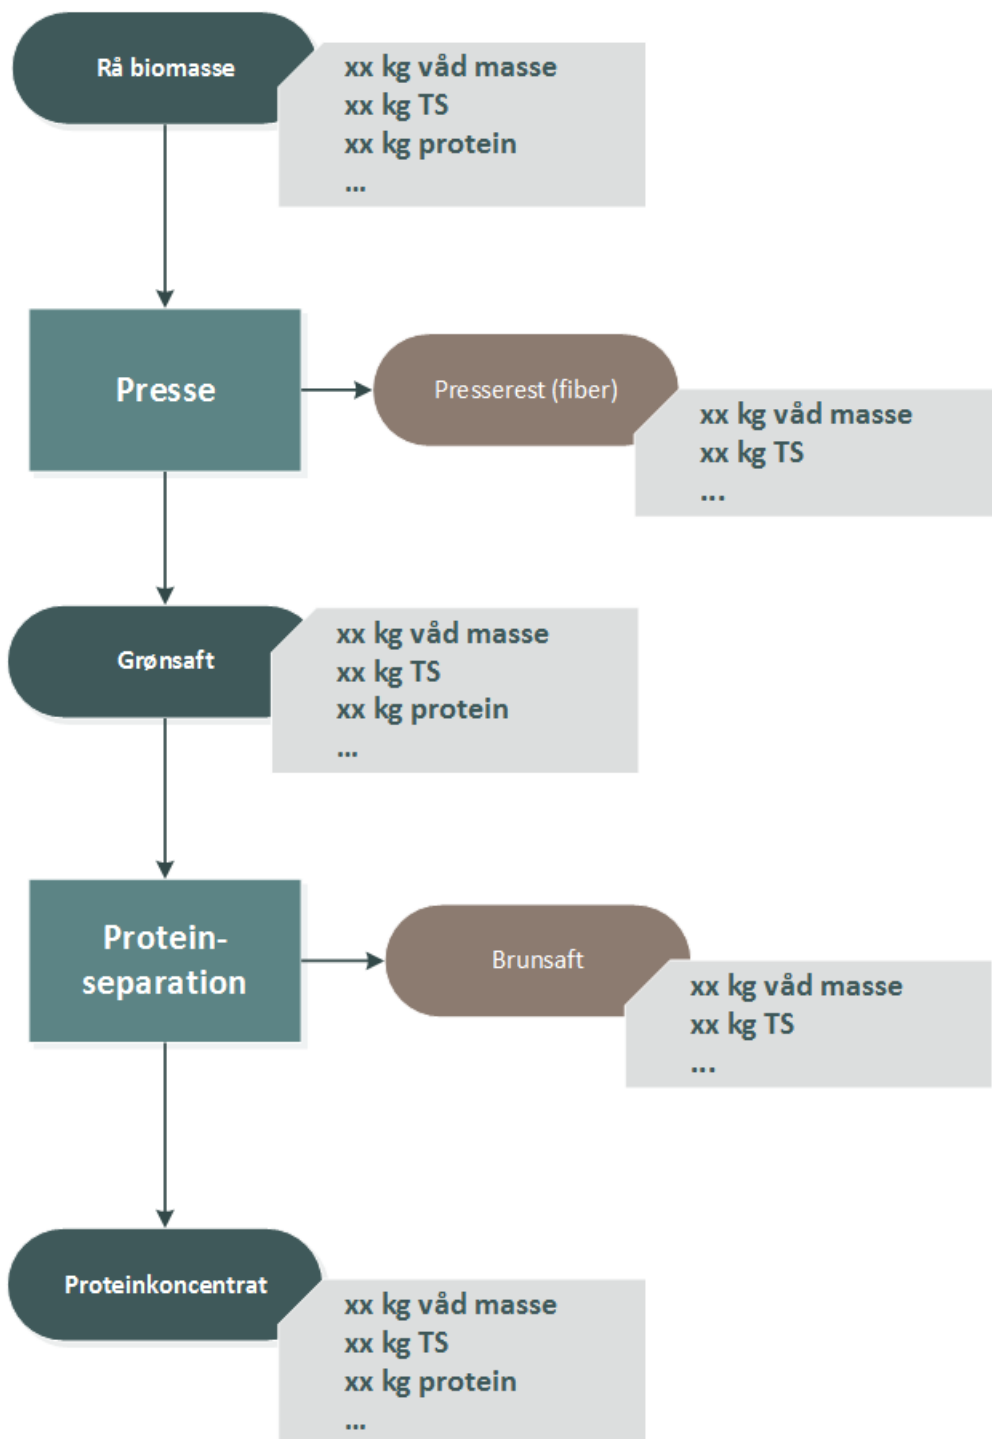 Rå biomasse
xx kg våd masse
xx kg TS
xx kg protein
...
Presse
Presserest (fiber)
xx kg våd masse
xx kg TS
...
Grønsaft
xx kg våd masse
xx kg TS
xx kg protein
...
Protein-
separation
Brunsaft
xx kg våd masse
xx kg TS
...
Proteinkoncentrat
xx kg våd masse
xx kg TS
xx kg protein
...